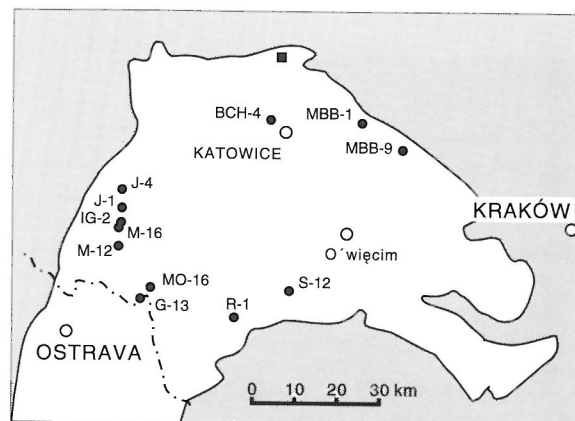 BCH-4
MBB-1
KATOWICE
MBB-9
J-4
J-1
IG-2
M-16
M-12
KRAKÓW
O´więcim
MO-16
S-12
G-13
R-1
OSTRAVA
0 10 20 30 km